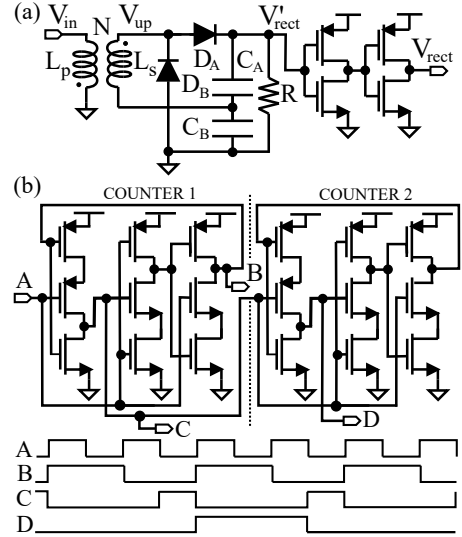 (a)
V_in N V_up V'_rect
L_p L_s D_A C_A V_rect
D_B R
C_B
(b)
COUNTER 1 COUNTER 2
A
B
C D
A
B
C
D